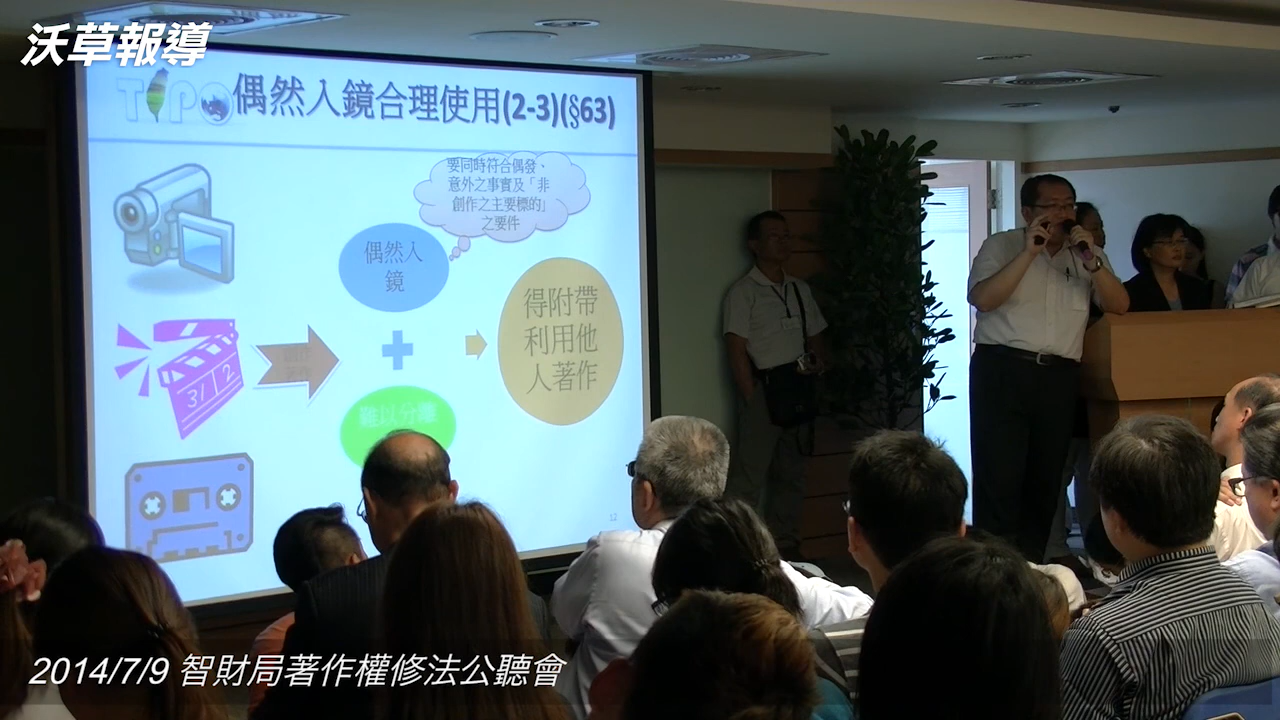 沃草報導
TIPO
偶然入鏡合理使用(2-3)(§63)
要同時符合偶發、
意外之事實及「非
創作之主要標的」
之要件
偶然入
鏡
得附帶
利用他
人著作
31 2
難以分離
12
2014/7/9 智財局著作權修法公聽會